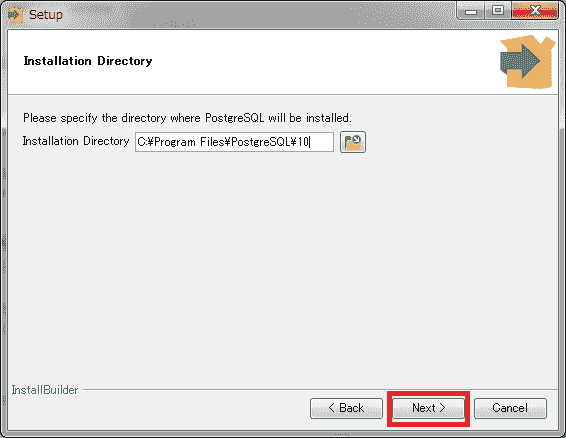 Setup
Installation Directory
Please specify the directory where PostgreSQL will be installed.
Installation Directory C:¥Program Files¥PostgreSQL¥10
InstallBuilder
< Back Next > Cancel